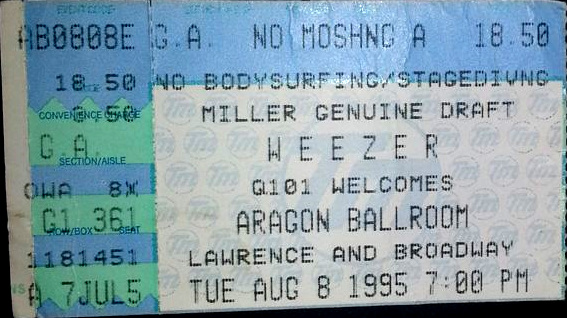 EVENT CODE
AB0808E G.A. NO MOSHNG A 18.50
18.50 NO BODYSURFING/STAGEDIVNG
CONVENIENCE CHARGE
MILLER GENUINE DRAFT
G.A. WEEZER
SECTION/AISLE
8X Q101 WELCOMES
G1 361 ARAGON BALLROOM
ROW/BOX SEAT
1181451 LAWRENCE AND BROADWAY
A 7JUL5 TUE AUG 8 1995 7:00 PM